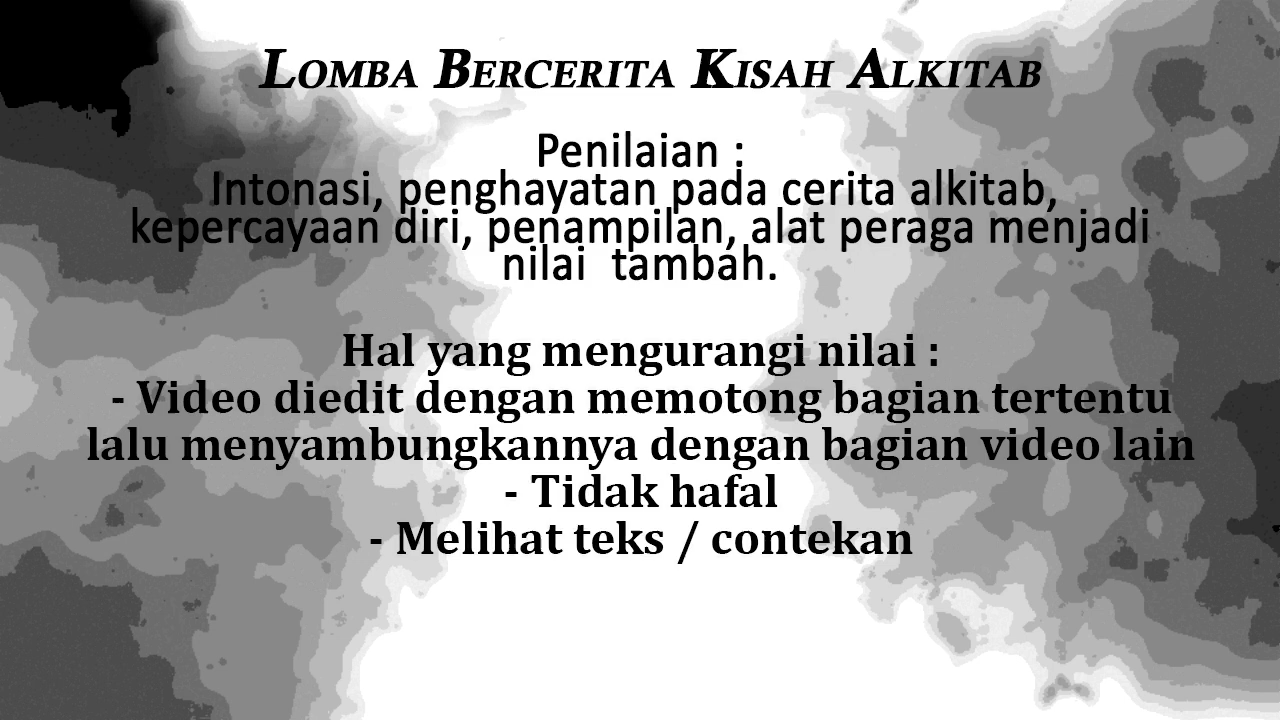 Lomba Bercerita Kisah Alkitab
Penilaian :
Intonasi, penghayatan pada cerita alkitab,
kepercayaan diri, penampilan, alat peraga menjadi
nilai tambah.
Hal yang mengurangi nilai :
- Video diedit dengan memotong bagian tertentu
lalu menyambungkannya dengan bagian video lain
- Tidak hafal
- Melihat teks / contekan